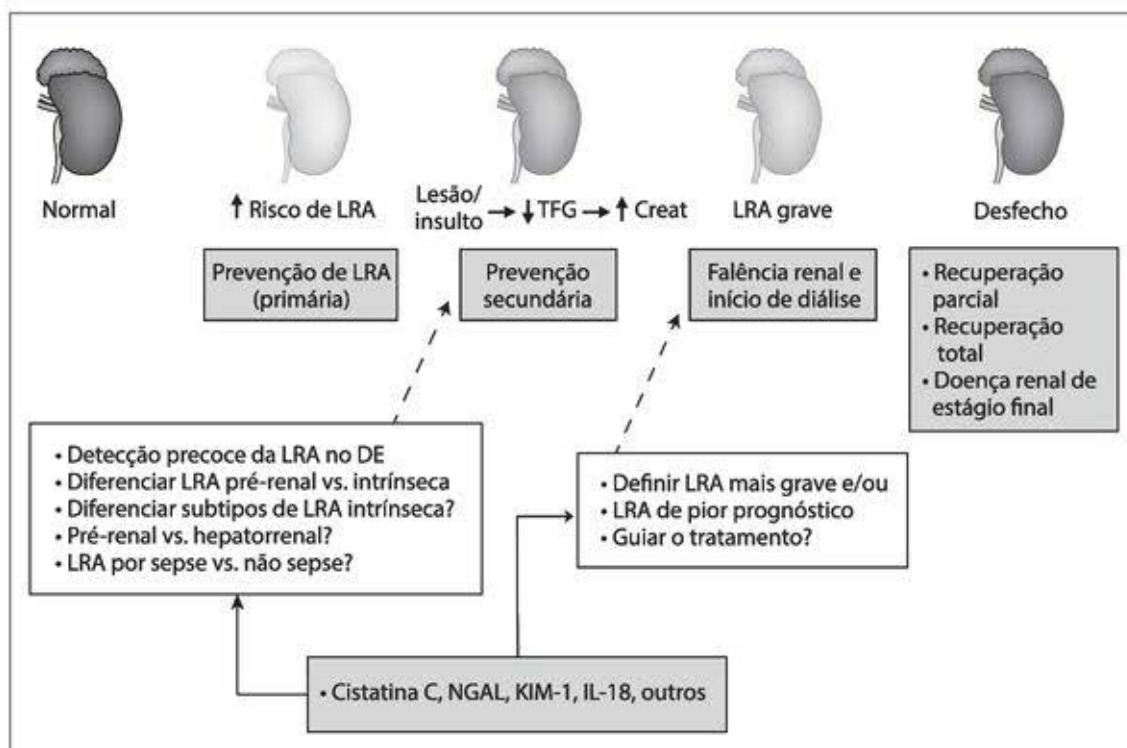 Normal
↑ Risco de LRA
Lesão/
insulto → ↓ TFG → ↑ Creat
LRA grave
Desfecho
Prevenção de LRA
(primária)
Prevenção
secundária
Falência renal e
início de diálise
• Recuperação
parcial
• Recuperação
total
• Doença renal de
estágio final
• Detecção precoce da LRA no DE
• Diferenciar LRA pré-renal vs. intrínseca
• Diferenciar subtipos de LRA intrínseca?
• Pré-renal vs. hepatorrenal?
• LRA por sepse vs. não sepse?
• Definir LRA mais grave e/ou
• LRA de pior prognóstico
• Guiar o tratamento?
• Cistatina C, NGAL, KIM-1, IL-18, outros